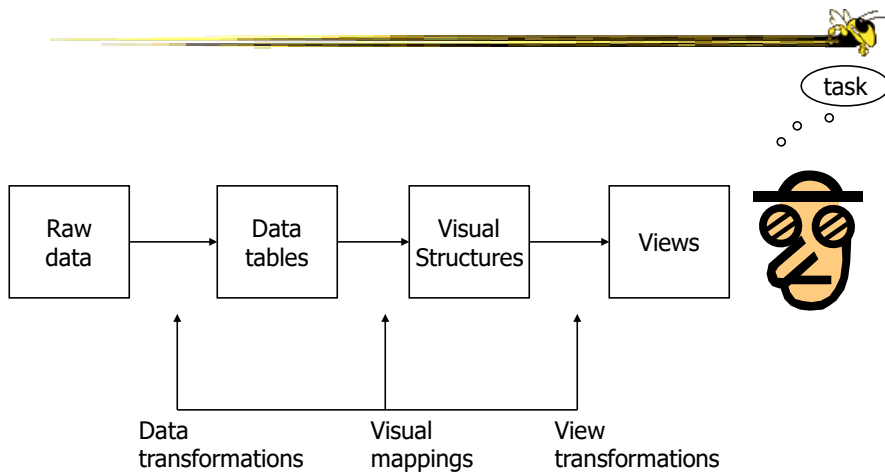 task
Raw
data
Data
tables
Visual
Structures
Views
Data
transformations
Visual
mappings
View
transformations